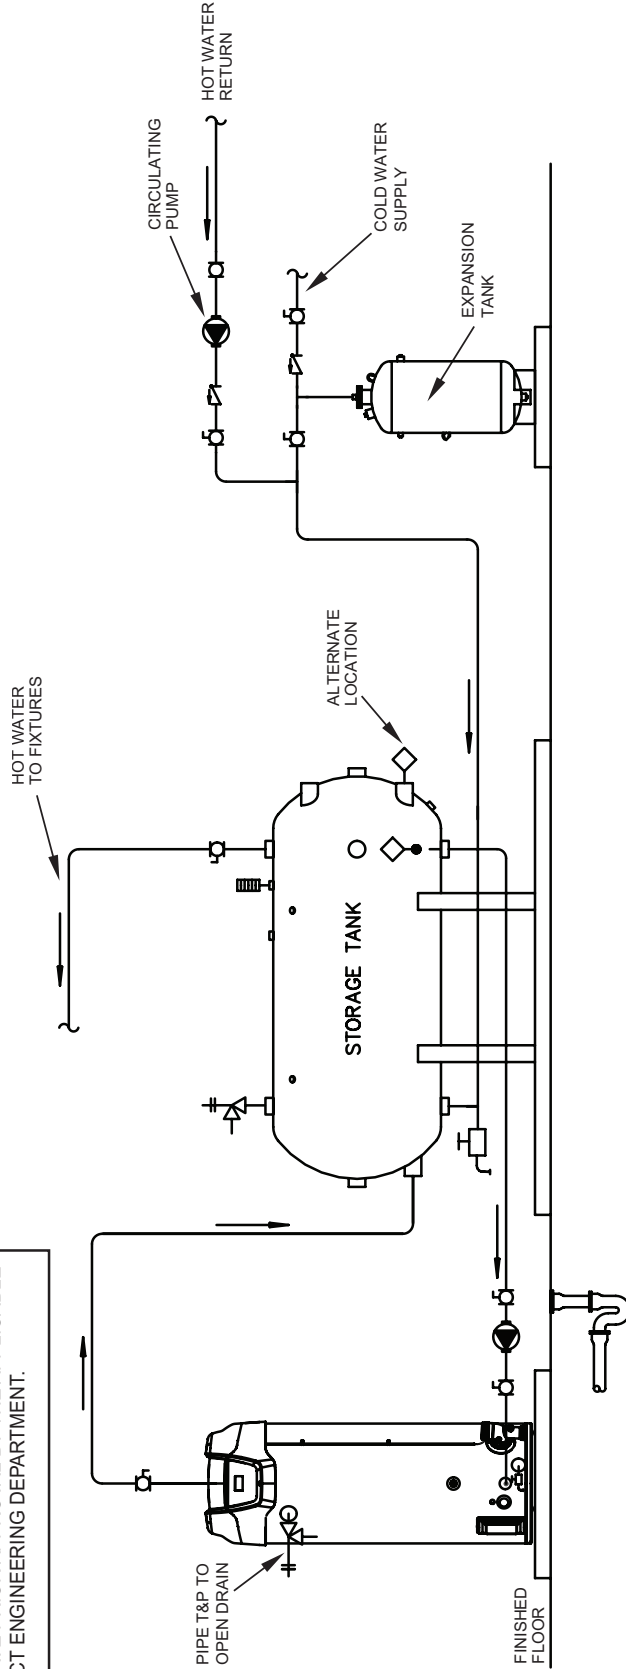 CT ENGINEERING DEPARTMENT.
HOT WATER
TO FIXTURES
HOT WATER
RETURN
CIRCULATING
PUMP
PIPE T&P TO
OPEN DRAIN
STORAGE TANK
ALTERNATE
LOCATION
COLD WATER
SUPPLY
EXPANSION
TANK
FINISHED
FLOOR